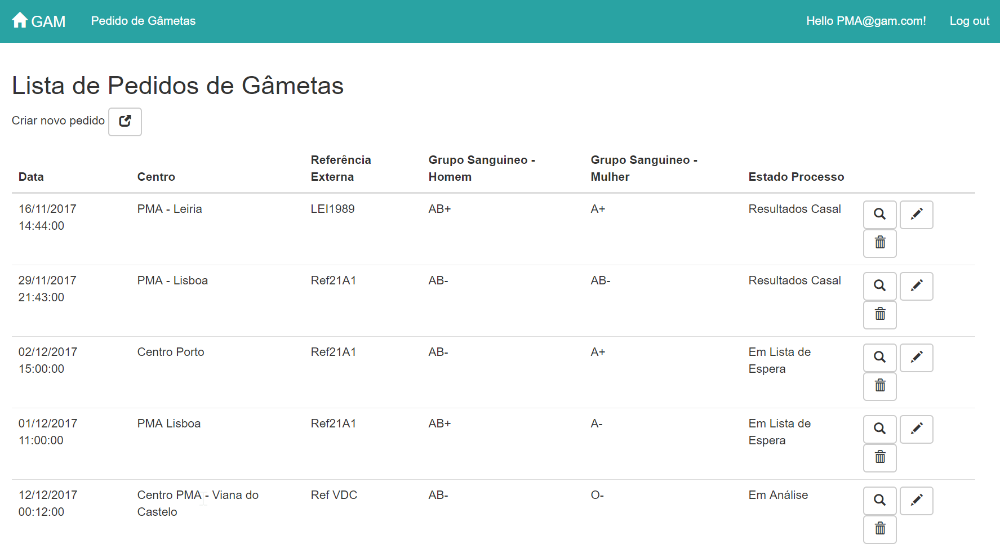 GAM Pedido de Gâmetas Hello PMA@gam.com! Log out
Lista de Pedidos de Gâmetas
Criar novo pedido
Data Centro Referência Externa Grupo Sanguineo - Homem Grupo Sanguineo - Mulher Estado Processo
16/11/2017 14:44:00 PMA - Leiria LEI1989 AB+ A+ Resultados Casal
29/11/2017 21:43:00 PMA - Lisboa Ref21A1 AB- AB- Resultados Casal
02/12/2017 15:00:00 Centro Porto Ref21A1 AB- A+ Em Lista de Espera
01/12/2017 11:00:00 PMA Lisboa Ref21A1 AB+ A- Em Lista de Espera
12/12/2017 00:12:00 Centro PMA - Viana do Castelo Ref VDC AB- O- Em Análise